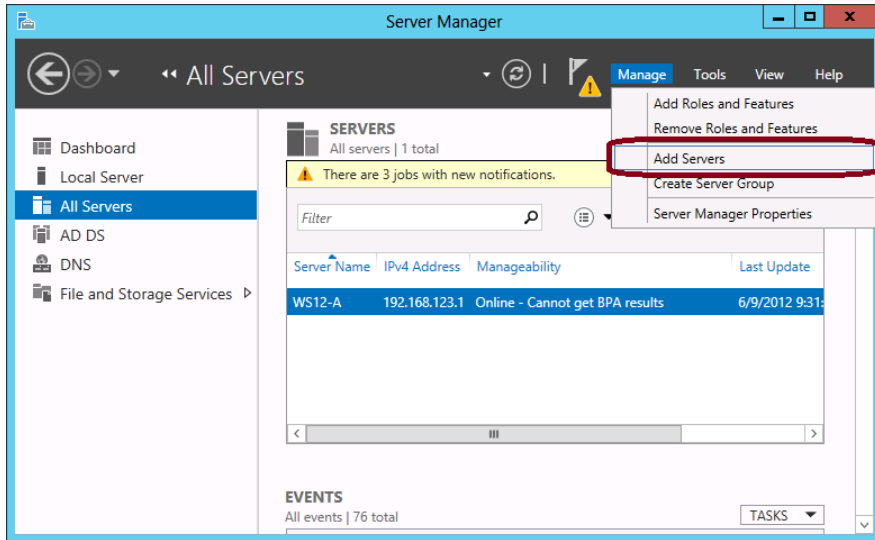 Server Manager
All Servers
Manage Tools View Help
Add Roles and Features
Remove Roles and Features
Add Servers
Create Server Group
Server Manager Properties
Dashboard
Local Server
All Servers
AD DS
DNS
File and Storage Services
SERVERS
All servers | 1 total
There are 3 jobs with new notifications.
Filter
Server Name IPv4 Address Manageability Last Update
WS12-A 192.168.123.1 Online - Cannot get BPA results 6/9/2012 9:31:
EVENTS
All events | 76 total
TASKS